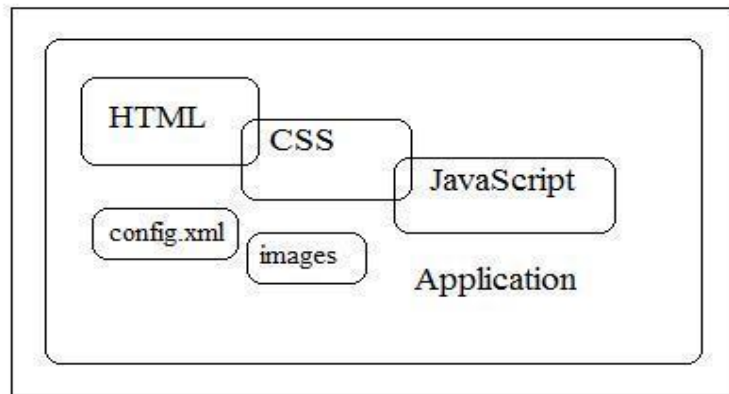 HTML
CSS
JavaScript
config.xml
images
Application